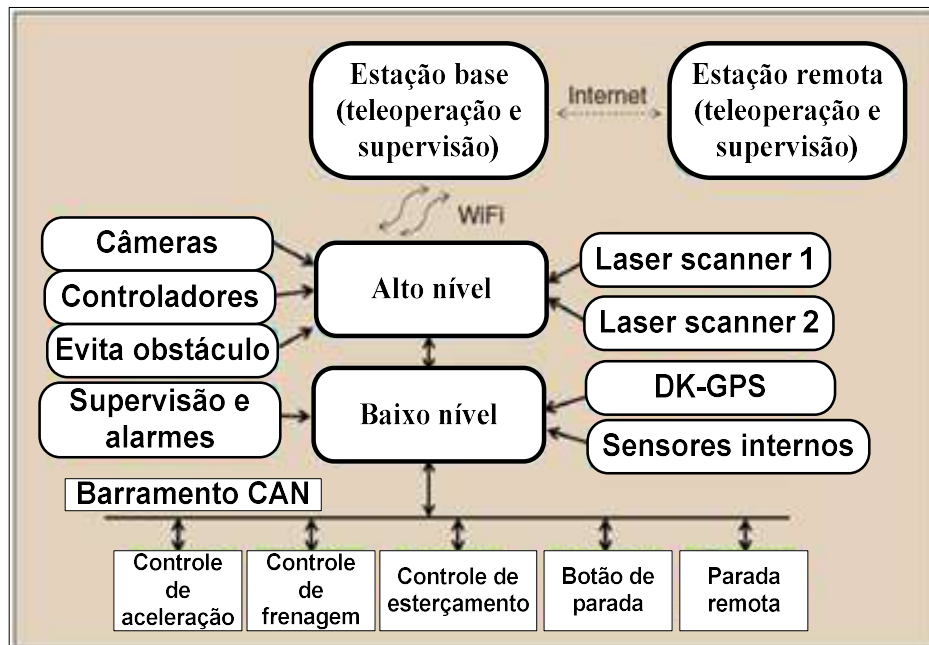 Estação base
(teleoperação e
supervisão)
Internet
Estação remota
(teleoperação e
supervisão)
WiFi
Câmeras
Controladores
Evita obstáculo
Supervisão e
alarmes
Alto nível
Baixo nível
Laser scanner 1
Laser scanner 2
DK-GPS
Sensores internos
Barramento CAN
Controle
de
aceleração
Controle
de
frenagem
Controle de
esterçamento
Botão de
parada
Parada
remota